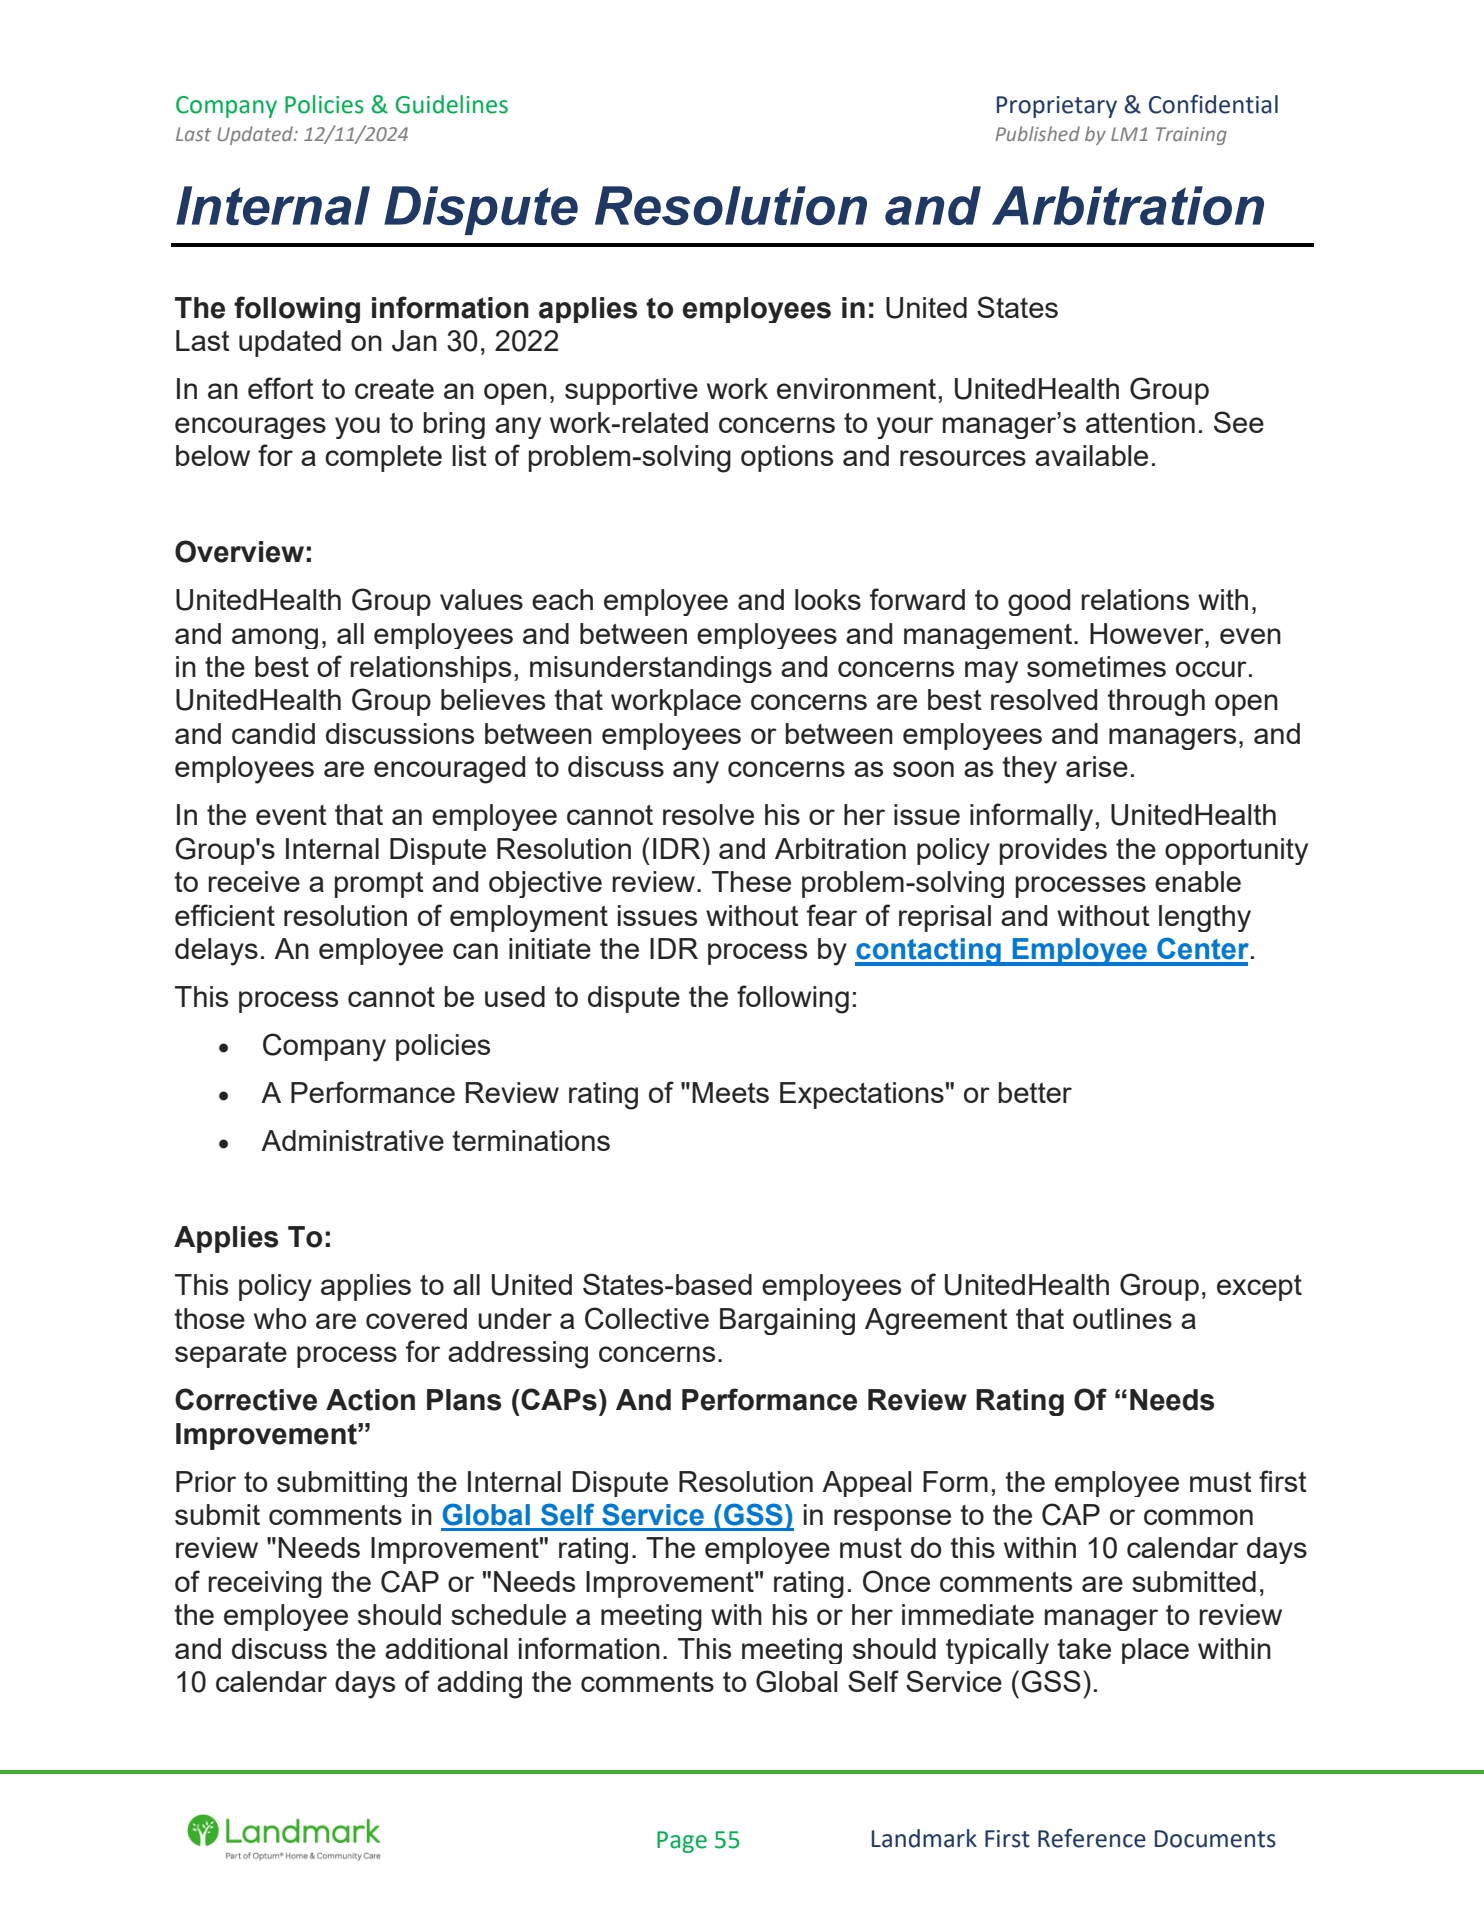 Company Policies & Guidelines
Proprietary & Confidential
Last Updated: 12/11/2024
Published by LM1 Training
Internal Dispute Resolution and Arbitration
The following information applies to employees in: United States
Last updated on Jan 30, 2022
In an effort to create an open, supportive work environment, UnitedHealth Group
encourages you to bring any work-related concerns to your manager’s attention. See
below for a complete list of problem-solving options and resources available.
Overview:
UnitedHealth Group values each employee and looks forward to good relations with,
and among, all employees and between employees and management. However, even
in the best of relationships, misunderstandings and concerns may sometimes occur.
UnitedHealth Group believes that workplace concerns are best resolved through open
and candid discussions between employees or between employees and managers, and
employees are encouraged to discuss any concerns as soon as they arise.
In the event that an employee cannot resolve his or her issue informally, UnitedHealth
Group's Internal Dispute Resolution (IDR) and Arbitration policy provides the opportunity
to receive a prompt and objective review. These problem-solving processes enable
efficient resolution of employment issues without fear of reprisal and without lengthy
delays. An employee can initiate the IDR process by contacting Employee Center.
This process cannot be used to dispute the following:
• Company policies
• A Performance Review rating of "Meets Expectations" or better
• Administrative terminations
Applies To:
This policy applies to all United States-based employees of UnitedHealth Group, except
those who are covered under a Collective Bargaining Agreement that outlines a
separate process for addressing concerns.
Corrective Action Plans (CAPs) And Performance Review Rating Of “Needs
Improvement”
Prior to submitting the Internal Dispute Resolution Appeal Form, the employee must first
submit comments in Global Self Service (GSS) in response to the CAP or common
review "Needs Improvement" rating. The employee must do this within 10 calendar days
of receiving the CAP or "Needs Improvement" rating. Once comments are submitted,
the employee should schedule a meeting with his or her immediate manager to review
and discuss the additional information. This meeting should typically take place within
10 calendar days of adding the comments to Global Self Service (GSS).
Landmark
Part of Optum® Home & Community Care
Page 55
Landmark First Reference Documents